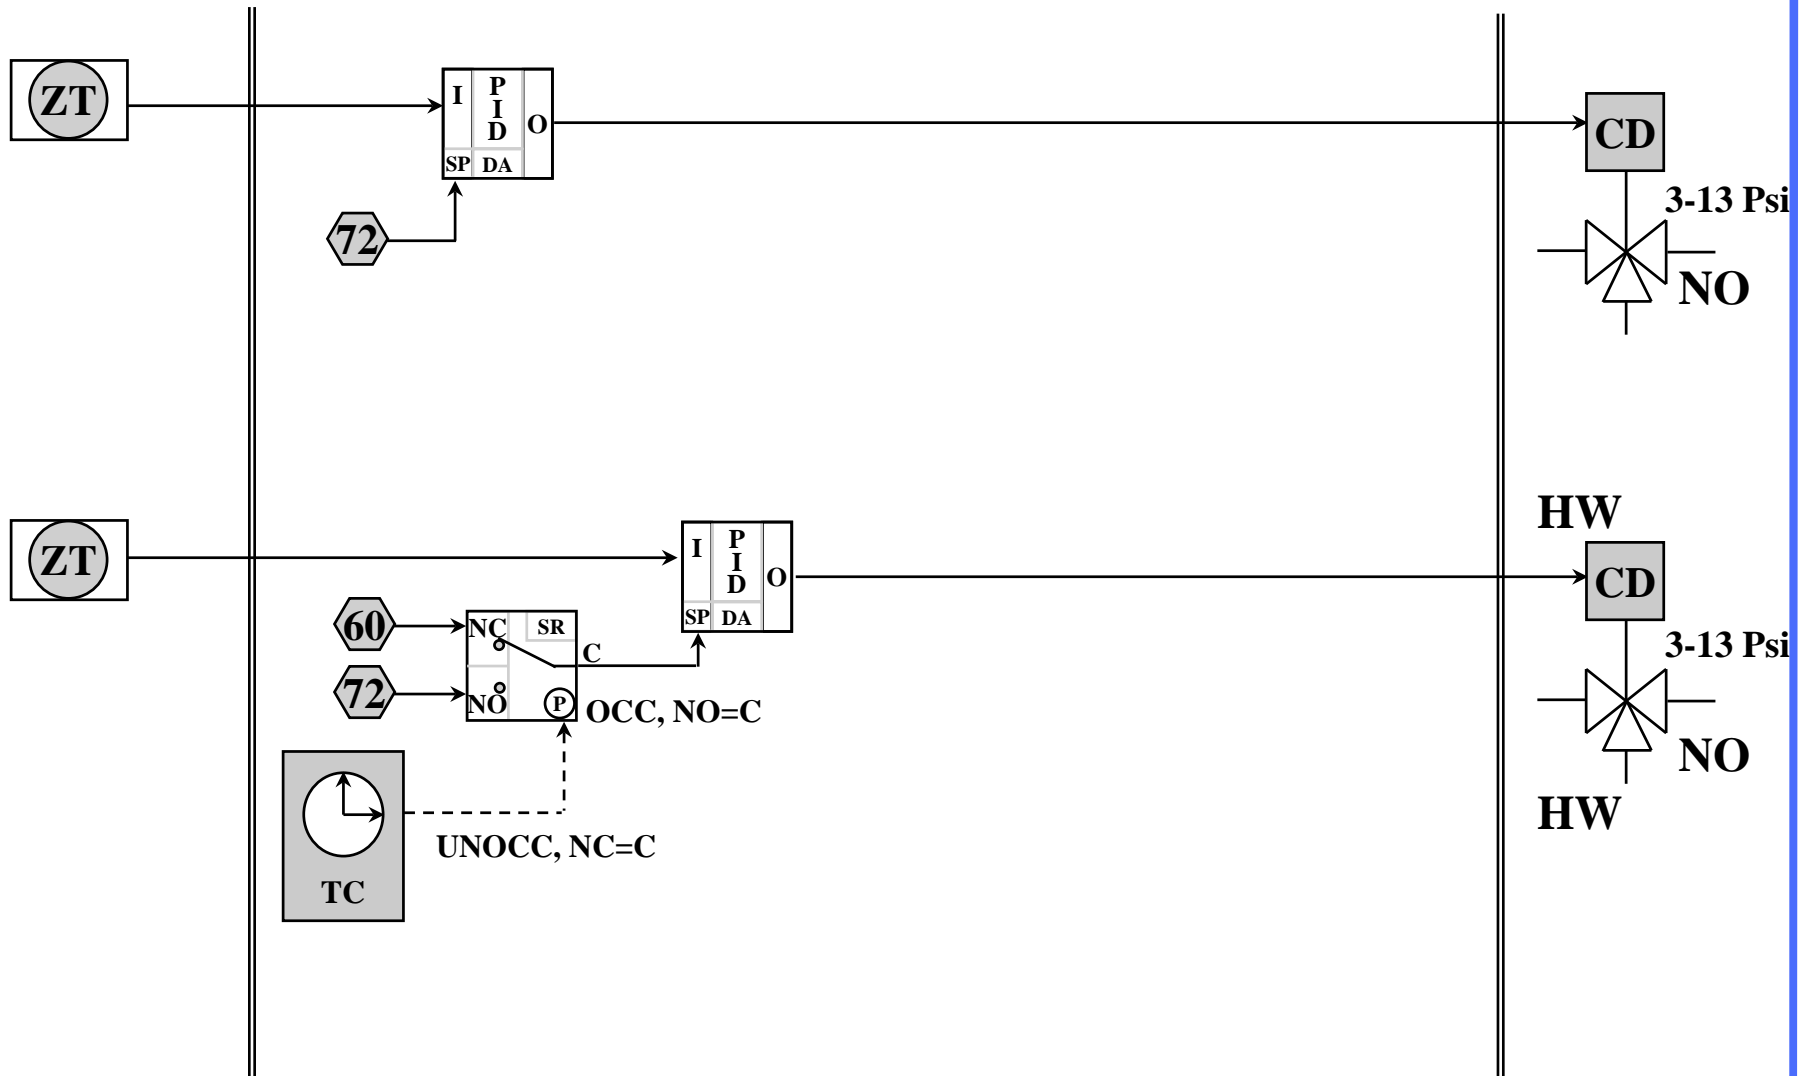 ZT
I
P
I
D
O
SP
DA
CD
72
3-13 Psi
NO
HW
ZT
I
P
I
D
O
SP
DA
CD
60
NC
SR
C
72
NO
P
OCC, NO=C
3-13 Psi
NO
HW
UNOCC, NC=C
TC